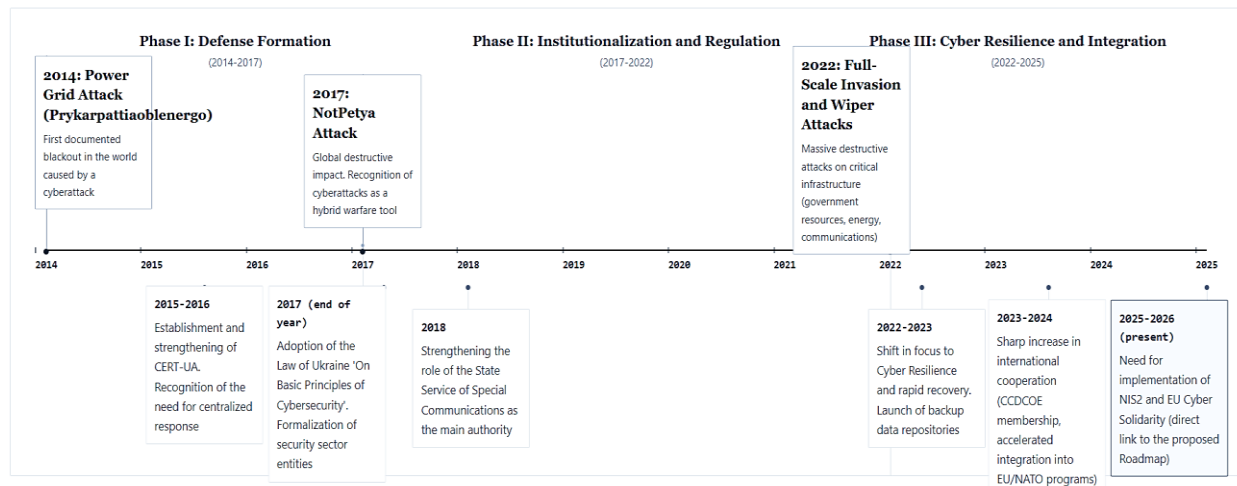 Phase I: Defense Formation
(2014-2017)
Phase II: Institutionalization and Regulation
(2017-2022)
Phase III: Cyber Resilience and Integration
(2022-2025)
2014: Power
Grid Attack
(Prykarpattiaoblenergo)
First documented
blackout in the world
caused by a
cyberattack
2017:
NotPetya
Attack
Global destructive
impact. Recognition of
cyberattacks as a
hybrid warfare tool
2022: Full-
Scale Invasion
and Wiper
Attacks
Massive destructive
attacks on critical
infrastructure
(government
resources, energy,
communications)
2014 2015 2016 2017 2018 2019 2020 2021 2022 2023 2024 2025
2015-2016
Establishment and
strengthening of
CERT-UA.
Recognition of the
need for centralized
response
2017 (end of
year)
Adoption of the
Law of Ukraine 'On
Basic Principles of
Cybersecurity'.
Formalization of
security sector
entities
2018
Strengthening the
role of the State
Service of Special
Communications as
the main authority
2022-2023
Shift in focus to
Cyber Resilience
and rapid recovery.
Launch of backup
data repositories
2023-2024
Sharp increase in
international
cooperation
(CCDCOE
membership,
accelerated
integration into
EU/NATO programs)
2025-2026
(present)
Need for
implementation of
NIS2 and EU Cyber
Solidarity (direct
link to the proposed
Roadmap)